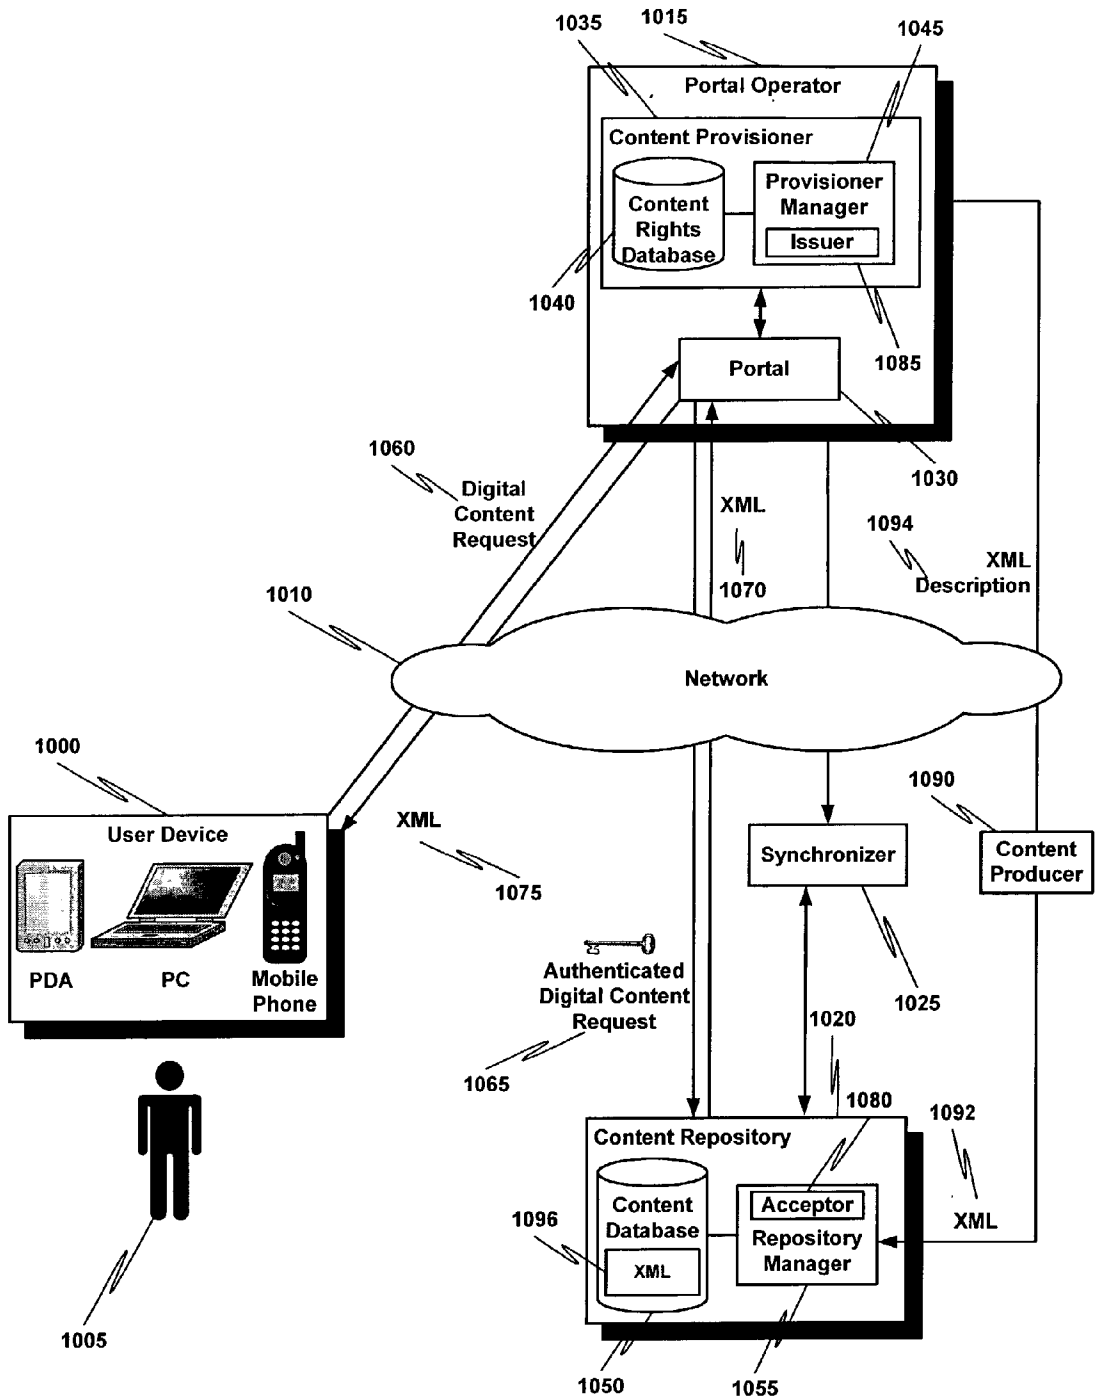 1035
1015
1045
Portal Operator
Content Provisioner
Content
Rights
Database
Provisioner
Manager
Issuer
1040
1085
Portal
1030
1060
Digital
Content
Request
XML
1070
1094
XML
Description
1010
Network
1000
User Device
PDA
PC
Mobile
Phone
XML
1075
1090
Synchronizer
Content
Producer
Authenticated
Digital Content
Request
1025
1065
1020
1080
1092
Content Repository
Content
Database
XML
Acceptor
Repository
Manager
XML
1096
1005
1050
1055